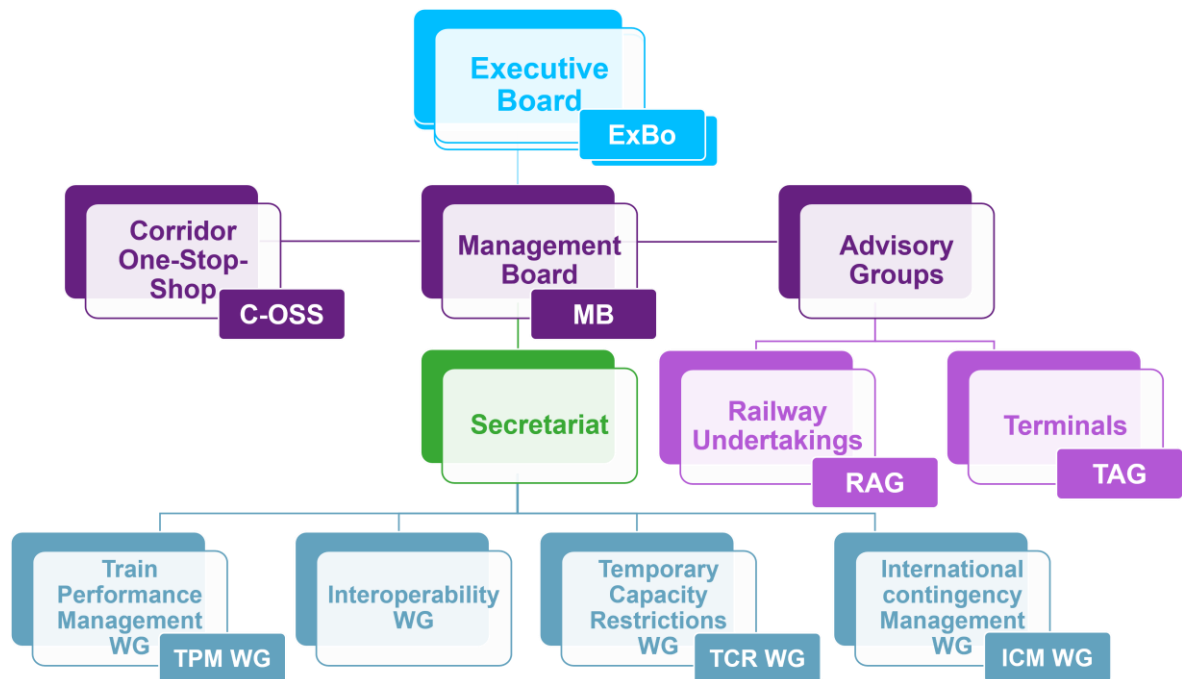 Executive
Board
ExBo
Corridor
One-Stop-
Shop
C-OSS
Management
Board
MB
Advisory
Groups
Secretariat
Railway
Undertakings
RAG
Terminals
TAG
Train
Performance
Management
WG
TPM WG
Interoperability
WG
Temporary
Capacity
Restrictions
WG
TCR WG
International
contingency
Management
WG
ICM WG